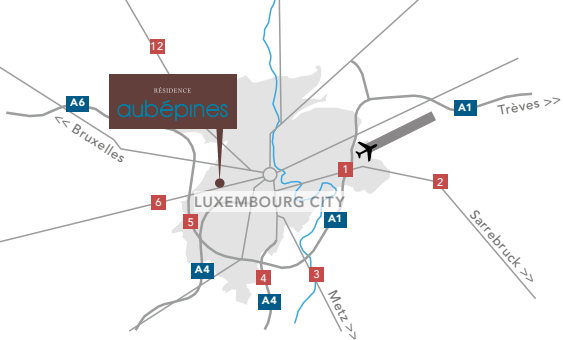 12
RÉSIDENCE
aubépines
A6
<< Bruxelles
A1
Trèves >>
1
2
6
LUXEMBOURG CITY
5
A1
Sarrebruck >>
A4
4
3
A4
Metz >>